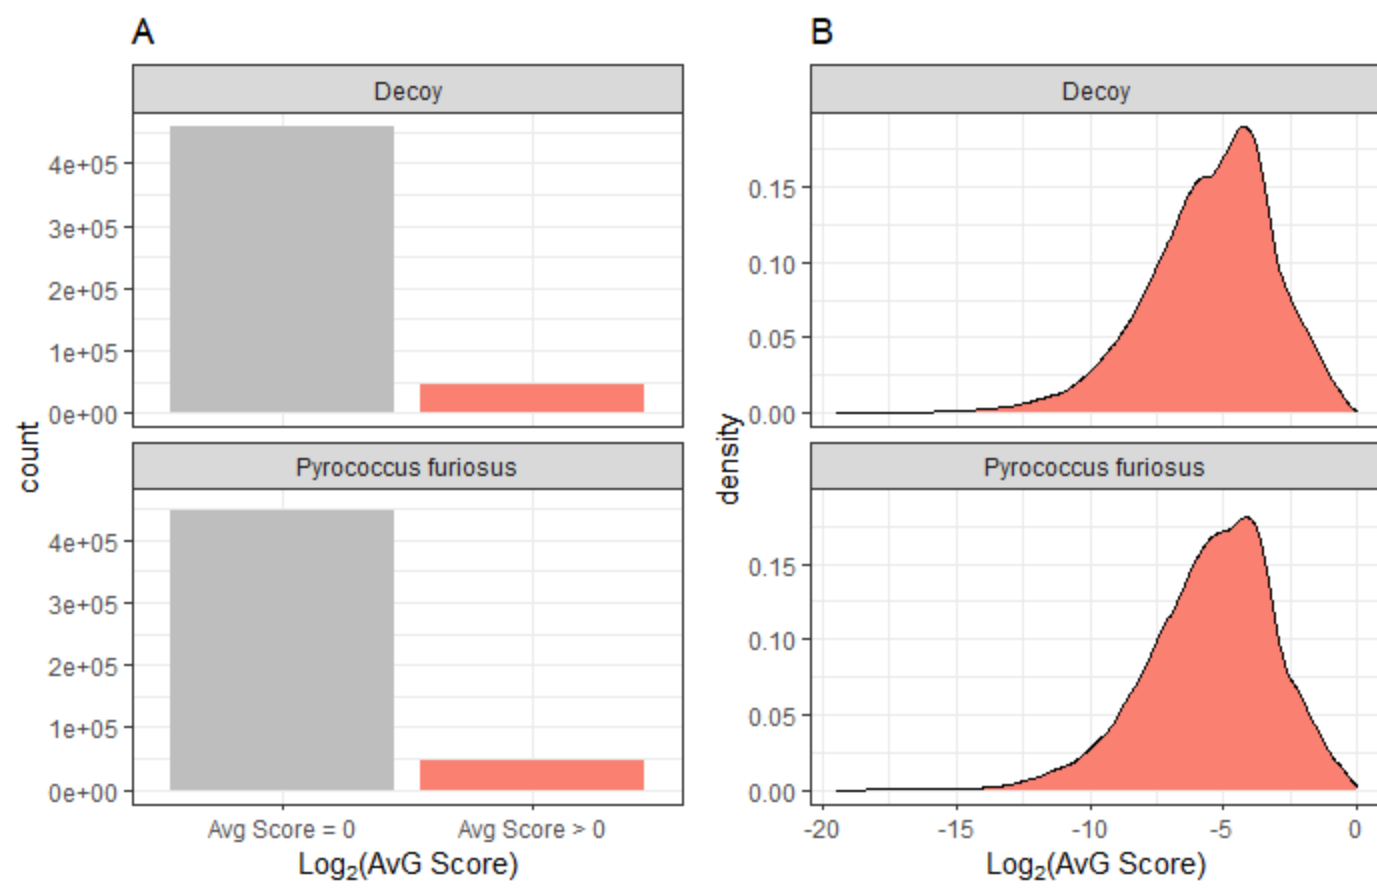 A
Decoy
4e+05
3e+05
2e+05
1e+05
0e+00
Pyrococcus furiosus
4e+05
3e+05
2e+05
1e+05
0e+00
count
Avg Score = 0
Avg Score > 0
Log₂(AvG Score)
B
Decoy
0.15
0.10
0.05
0.00
Pyrococcus furiosus
0.15
0.10
0.05
0.00
density
-20 -15 -10 -5 0
Log₂(AvG Score)